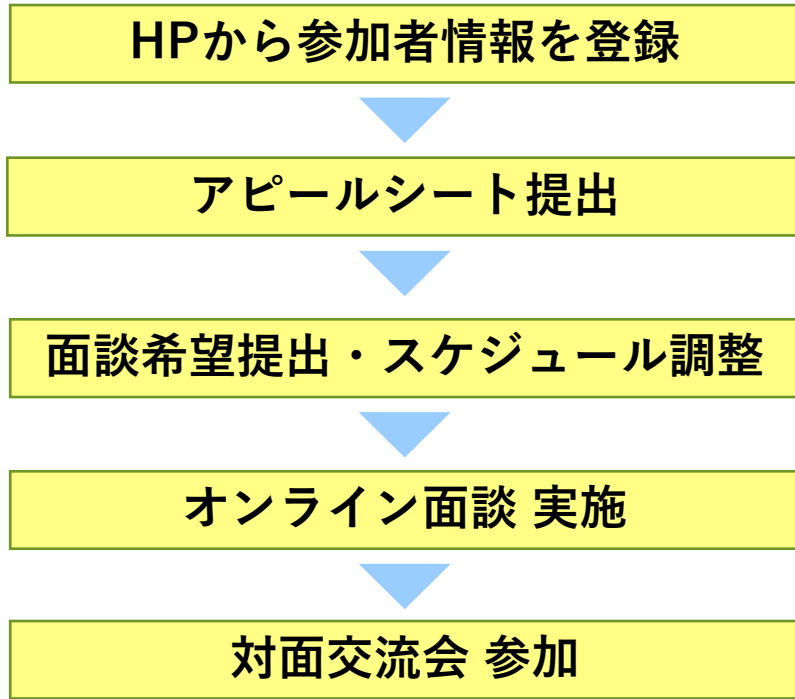 HPから参加者情報を登録
アピールシート提出
面談希望提出・スケジュール調整
オンライン面談 実施
対面交流会 参加